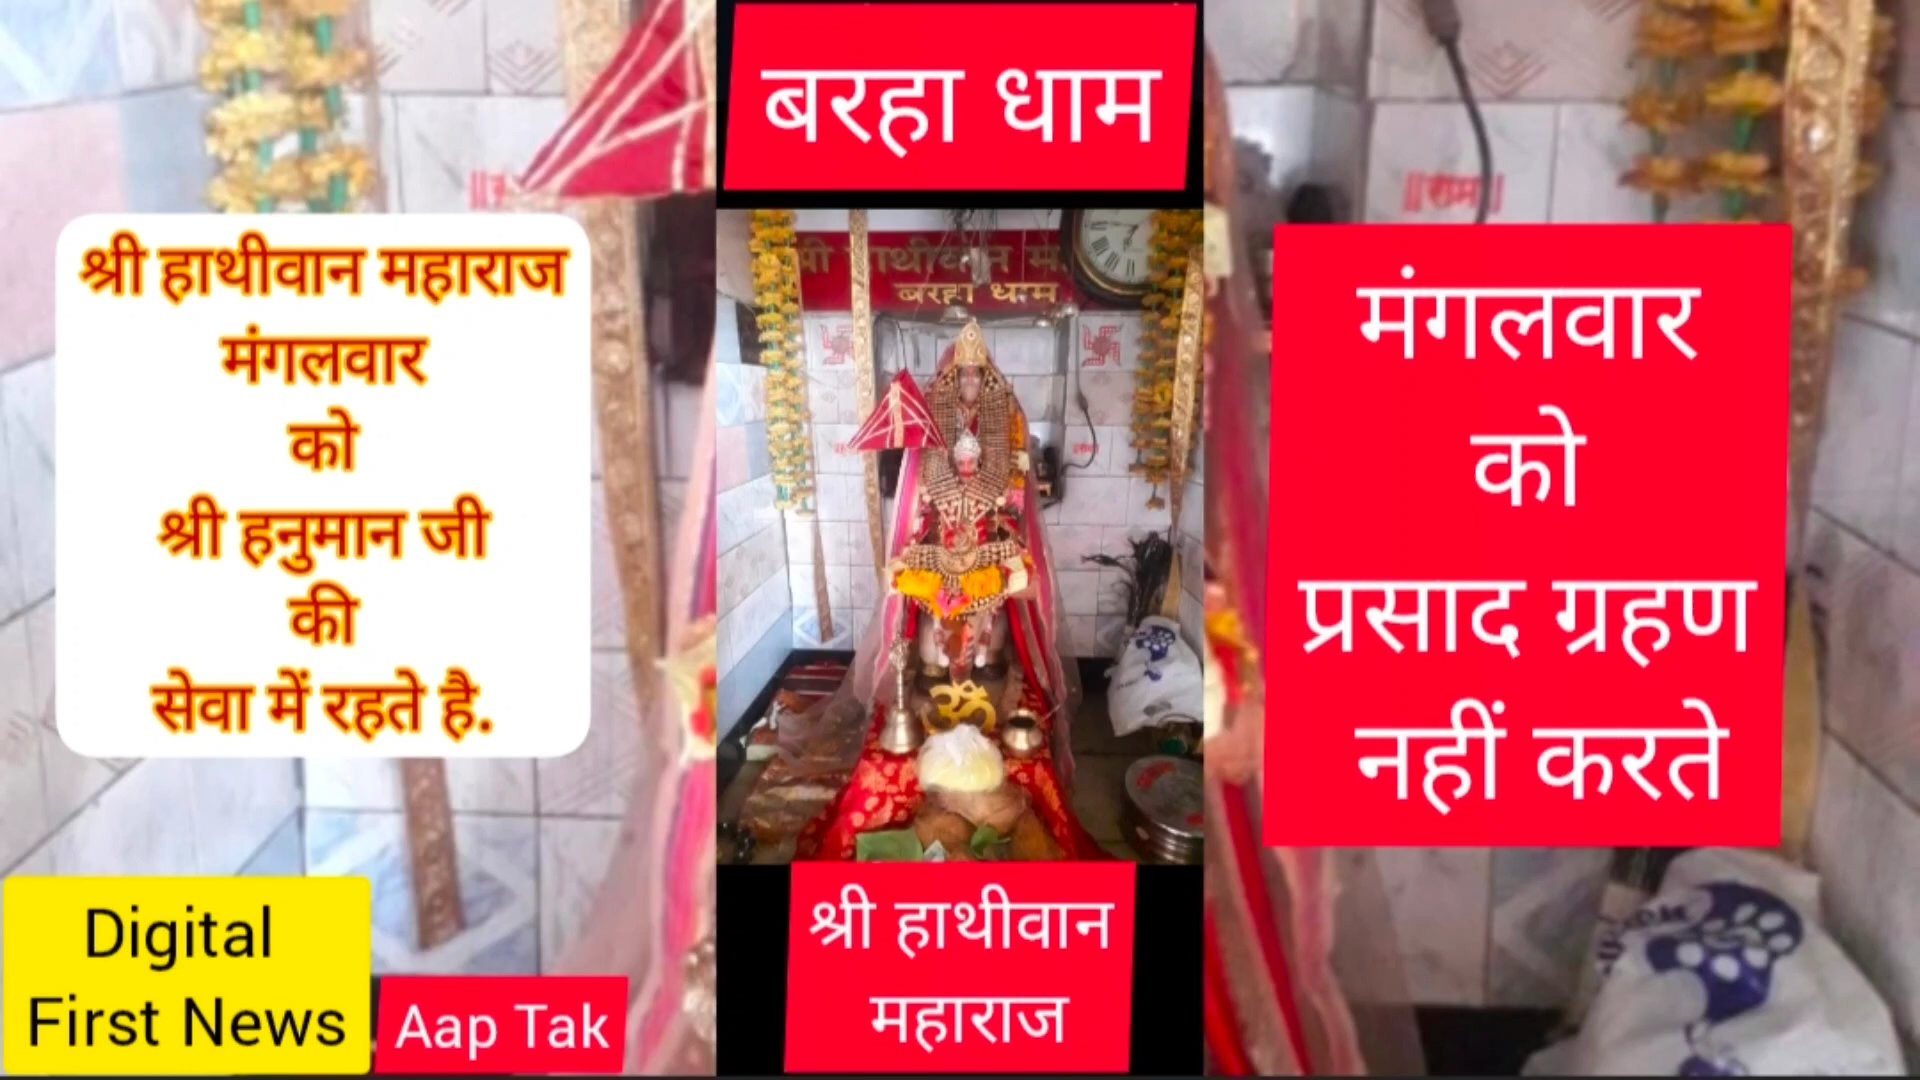 बरहा धाम
श्री हाथीवान महाराज
मंगलवार
को
श्री हनुमान जी
की
सेवा में रहते है.
बरहा धाम
राम
मंगलवार
को
प्रसाद ग्रहण
नहीं करते
श्री हाथीवान
महाराज
Digital
First News
Aap Tak